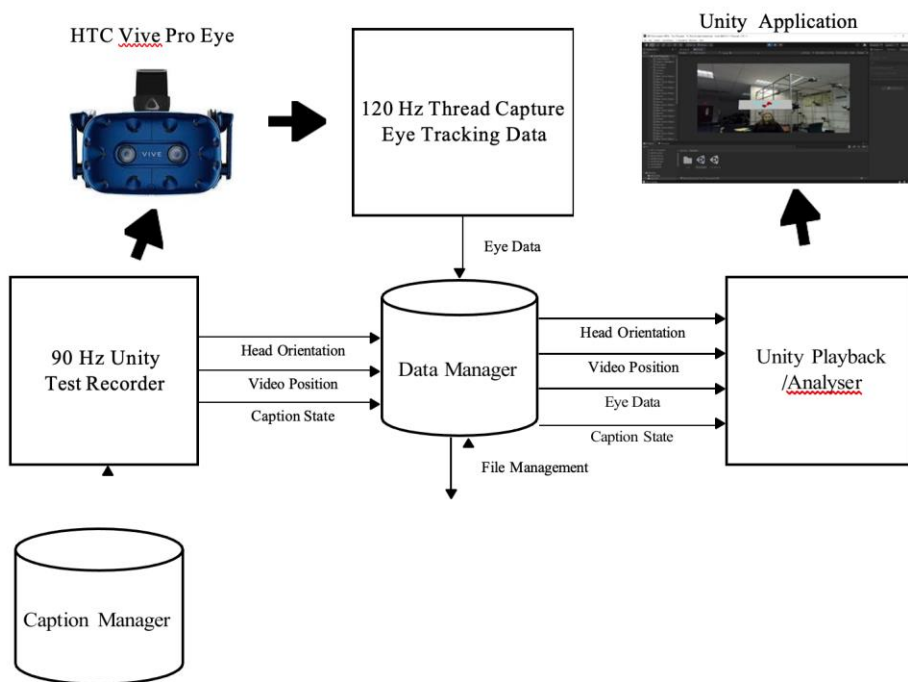 HTC Vive Pro Eye
Unity Application
120 Hz Thread Capture
Eye Tracking Data
VIVE
Eye Data
90 Hz Unity
Test Recorder
Head Orientation
Video Position
Caption State
Data Manager
Head Orientation
Video Position
Eye Data
Caption State
Unity Playback
/Analyser
File Management
Caption Manager